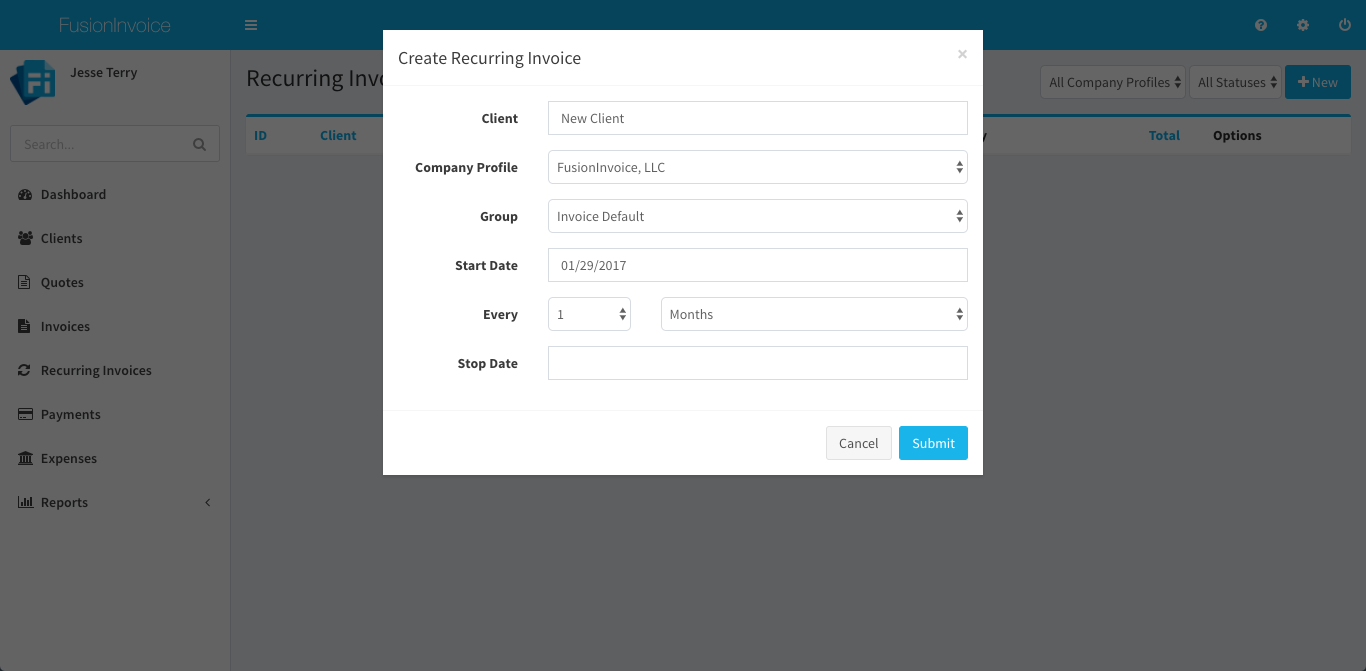 FusionInvoice
Jesse Terry
Search...
Dashboard
Clients
Quotes
Invoices
Recurring Invoices
Payments
Expenses
Reports
Recurring Invo
All Company Profiles
All Statuses
New
ID Client y Total Options
Create Recurring Invoice ×
Client New Client
Company Profile FusionInvoice, LLC
Group Invoice Default
Start Date 01/29/2017
Every 1 Months
Stop Date
Cancel Submit